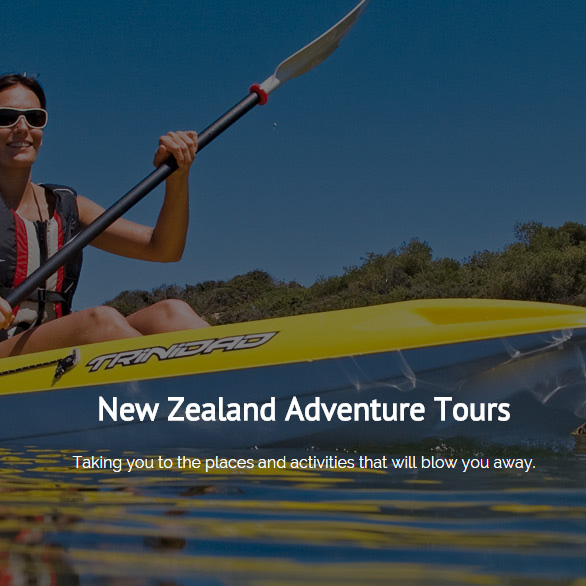 TRINIDAD
New Zealand Adventure Tours
Taking you to the places and activities that will blow you away.